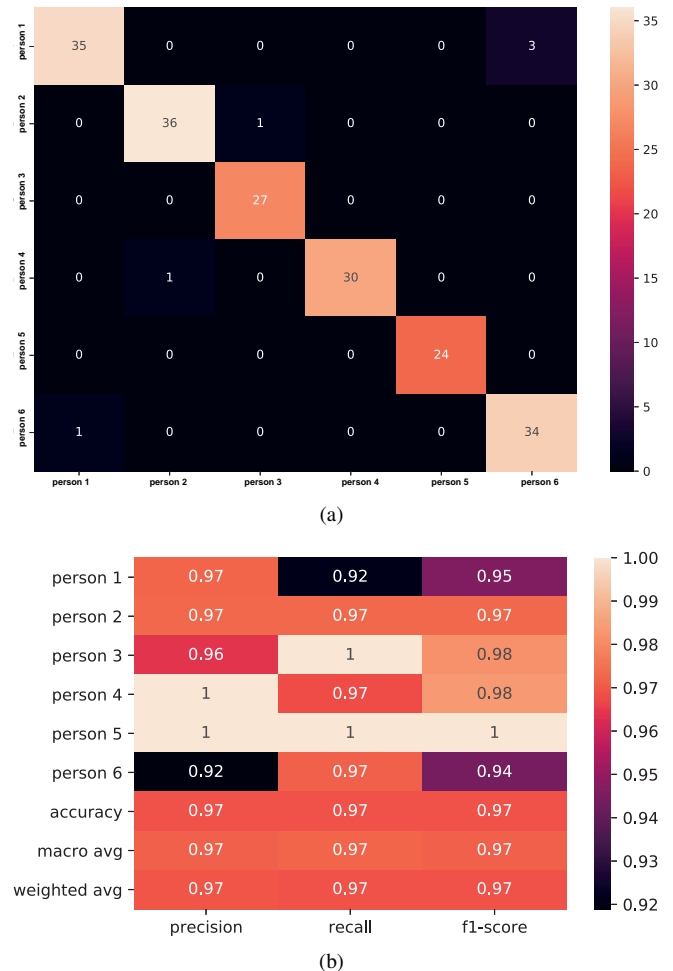 person 1 35 0 0 0 0 3
person 2 0 36 1 0 0 0
person 3 0 0 27 0 0 0
person 4 0 1 0 30 0 0
person 5 0 0 0 0 24 0
person 6 1 0 0 0 0 34
person 1 person 2 person 3 person 4 person 5 person 6
35
30
25
20
15
10
5
0
(a)
person 1 0.97 0.92 0.95
person 2 0.97 0.97 0.97
person 3 0.96 1 0.98
person 4 1 0.97 0.98
person 5 1 1 1
person 6 0.92 0.97 0.94
accuracy 0.97 0.97 0.97
macro avg 0.97 0.97 0.97
weighted avg 0.97 0.97 0.97
precision recall f1-score
1.00
0.99
0.98
0.97
0.96
0.95
0.94
0.93
0.92
(b)